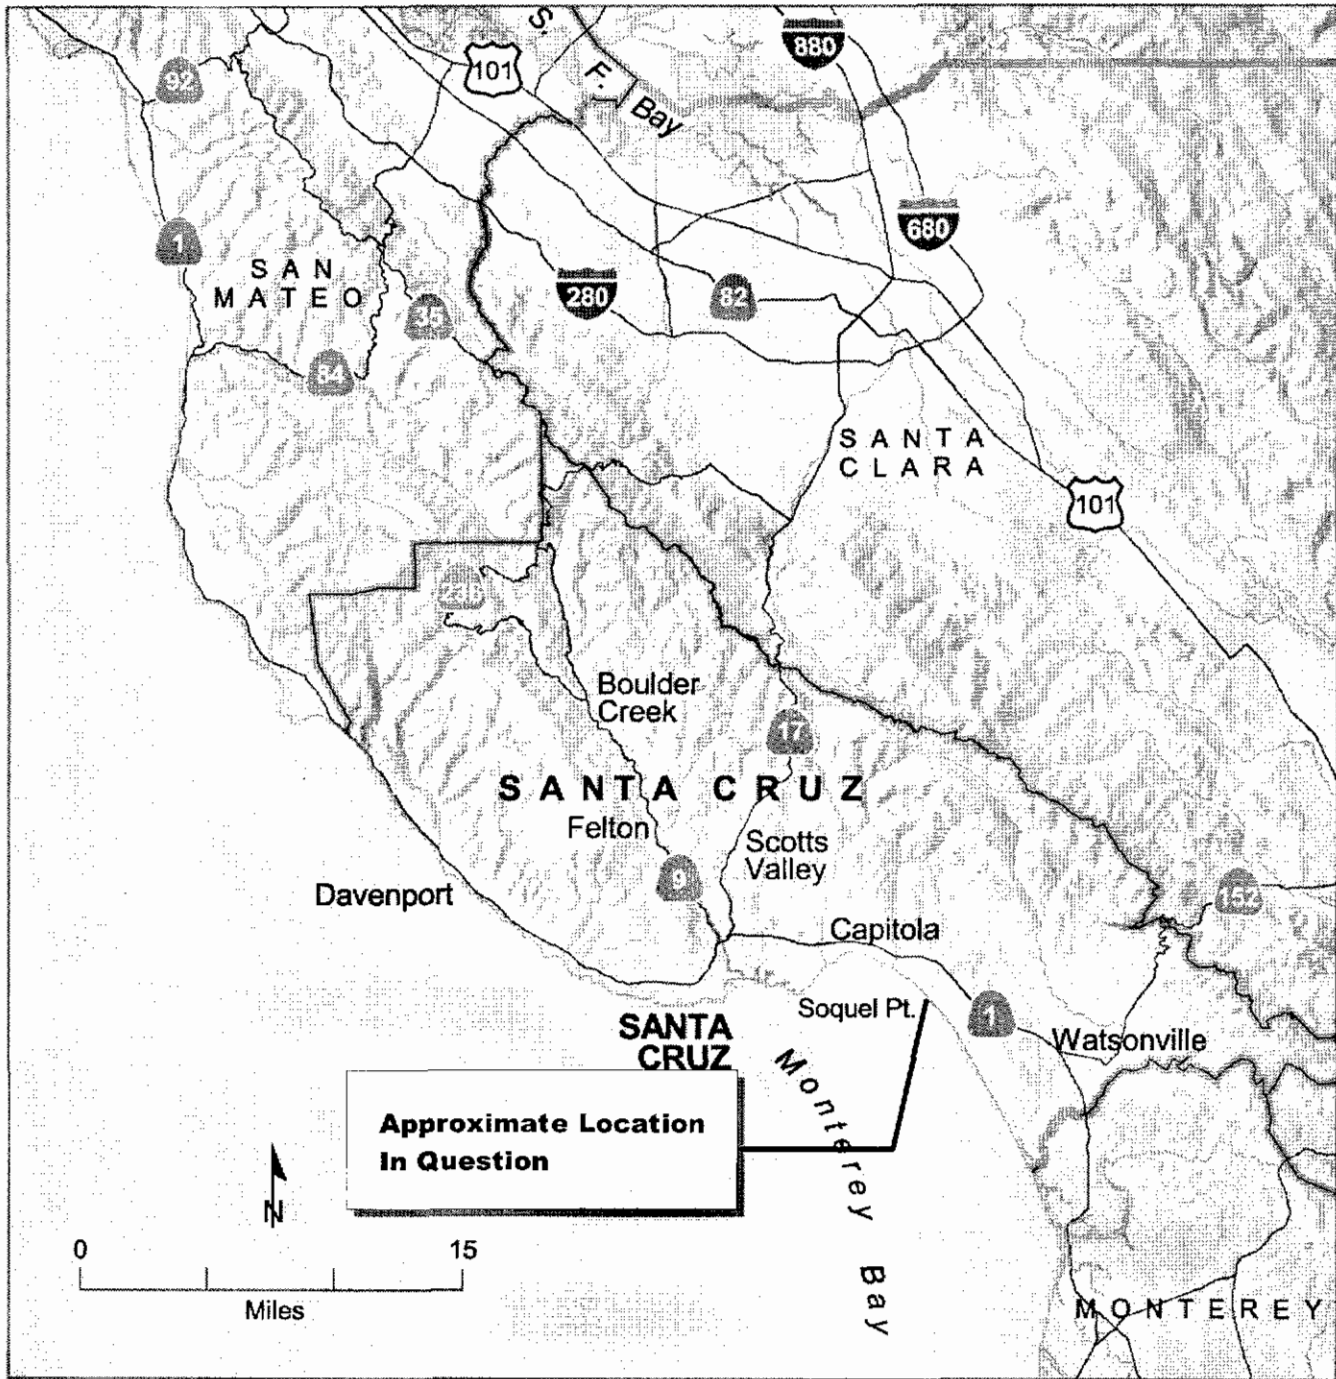 S.
F.
Bay
101
880
92
680
1
SAN
MATEO
280
82
35
84
SANTA
CLARA
101
236
Boulder
Creek
17
SANTA CRUZ
Felton
Scotts
Valley
9
152
Davenport
Capitola
Soquel Pt.
1
SANTA
CRUZ
Watsonville
Monterey Bay
Approximate Location
In Question
N
0 15
Miles
MONTEREY